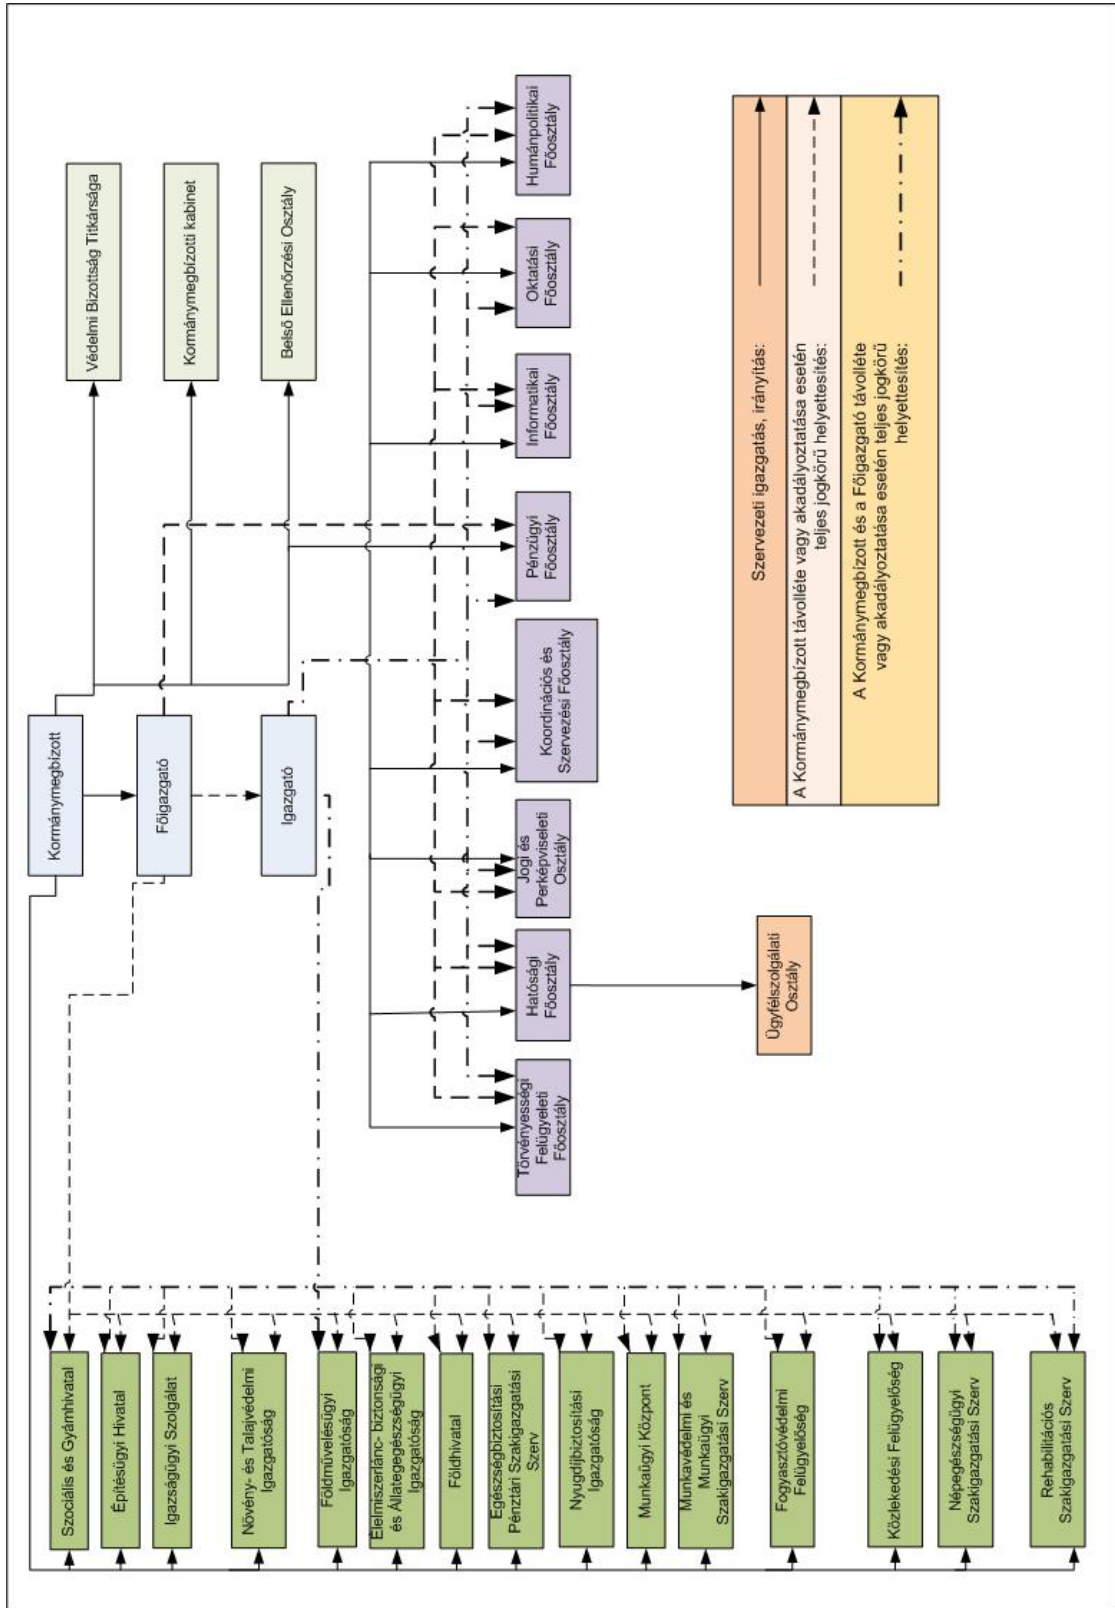 Kormánymegbízott
Főigazgató
Igazgató
Védelmi Bizottság Titkársága
Kormánymegbízotti kabinet
Belső Ellenőrzési Osztály
Szociális és Gyámhivatal
Építésügyi Hivatal
Igazságügyi Szolgálat
Növény- és Talajvédelmi
Igazgatóság
Földművelésügyi
Igazgatóság
Élelmiszerlánc- biztonsági
és Állategegészségügyi
Igazgatóság
Földhivatal
Egészségbiztosítási
Pénztári Szakigazgatási
Szerv
Nyugdíjbiztosítási
Igazgatóság
Munkaügyi Központ
Munkavédelmi és
Munkaügyi
Szakigazgatási Szerv
Fogyasztóvédelmi
Felügyelőség
Közlekedési Felügyelőség
Népegészségügyi
Szakigazgatási Szerv
Rehabilitációs
Szakigazgatási Szerv
Törvényességi
Felügyeleti
Főosztály
Hatósági
Főosztály
Jogi és
Perképviseleti
Osztály
Koordinációs és
Szervezési Főosztály
Pénzügyi
Főosztály
Informatikai
Főosztály
Oktatási
Főosztály
Humánpolitikai
Főosztály
Ügyfélszolgálati
Osztály
Szervezeti igazgatás, irányítás:
A Kormánymegbízott távolléte vagy akadályoztatása esetén
teljes jogkörű helyettesítés:
A Kormánymegbízott és a Főigazgató távolléte
vagy akadályoztatása esetén teljes jogkörű
helyettesítés: